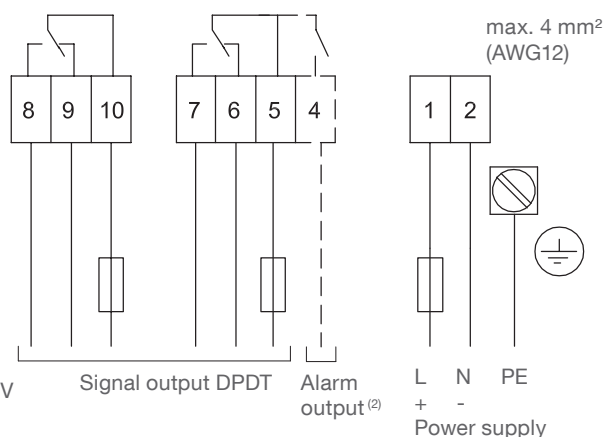 max. 4 mm²
(AWG12)
8 9 10 7 6 5 4 1 2
V Signal output DPDT Alarm output (2)
L N PE
+ -
Power supply